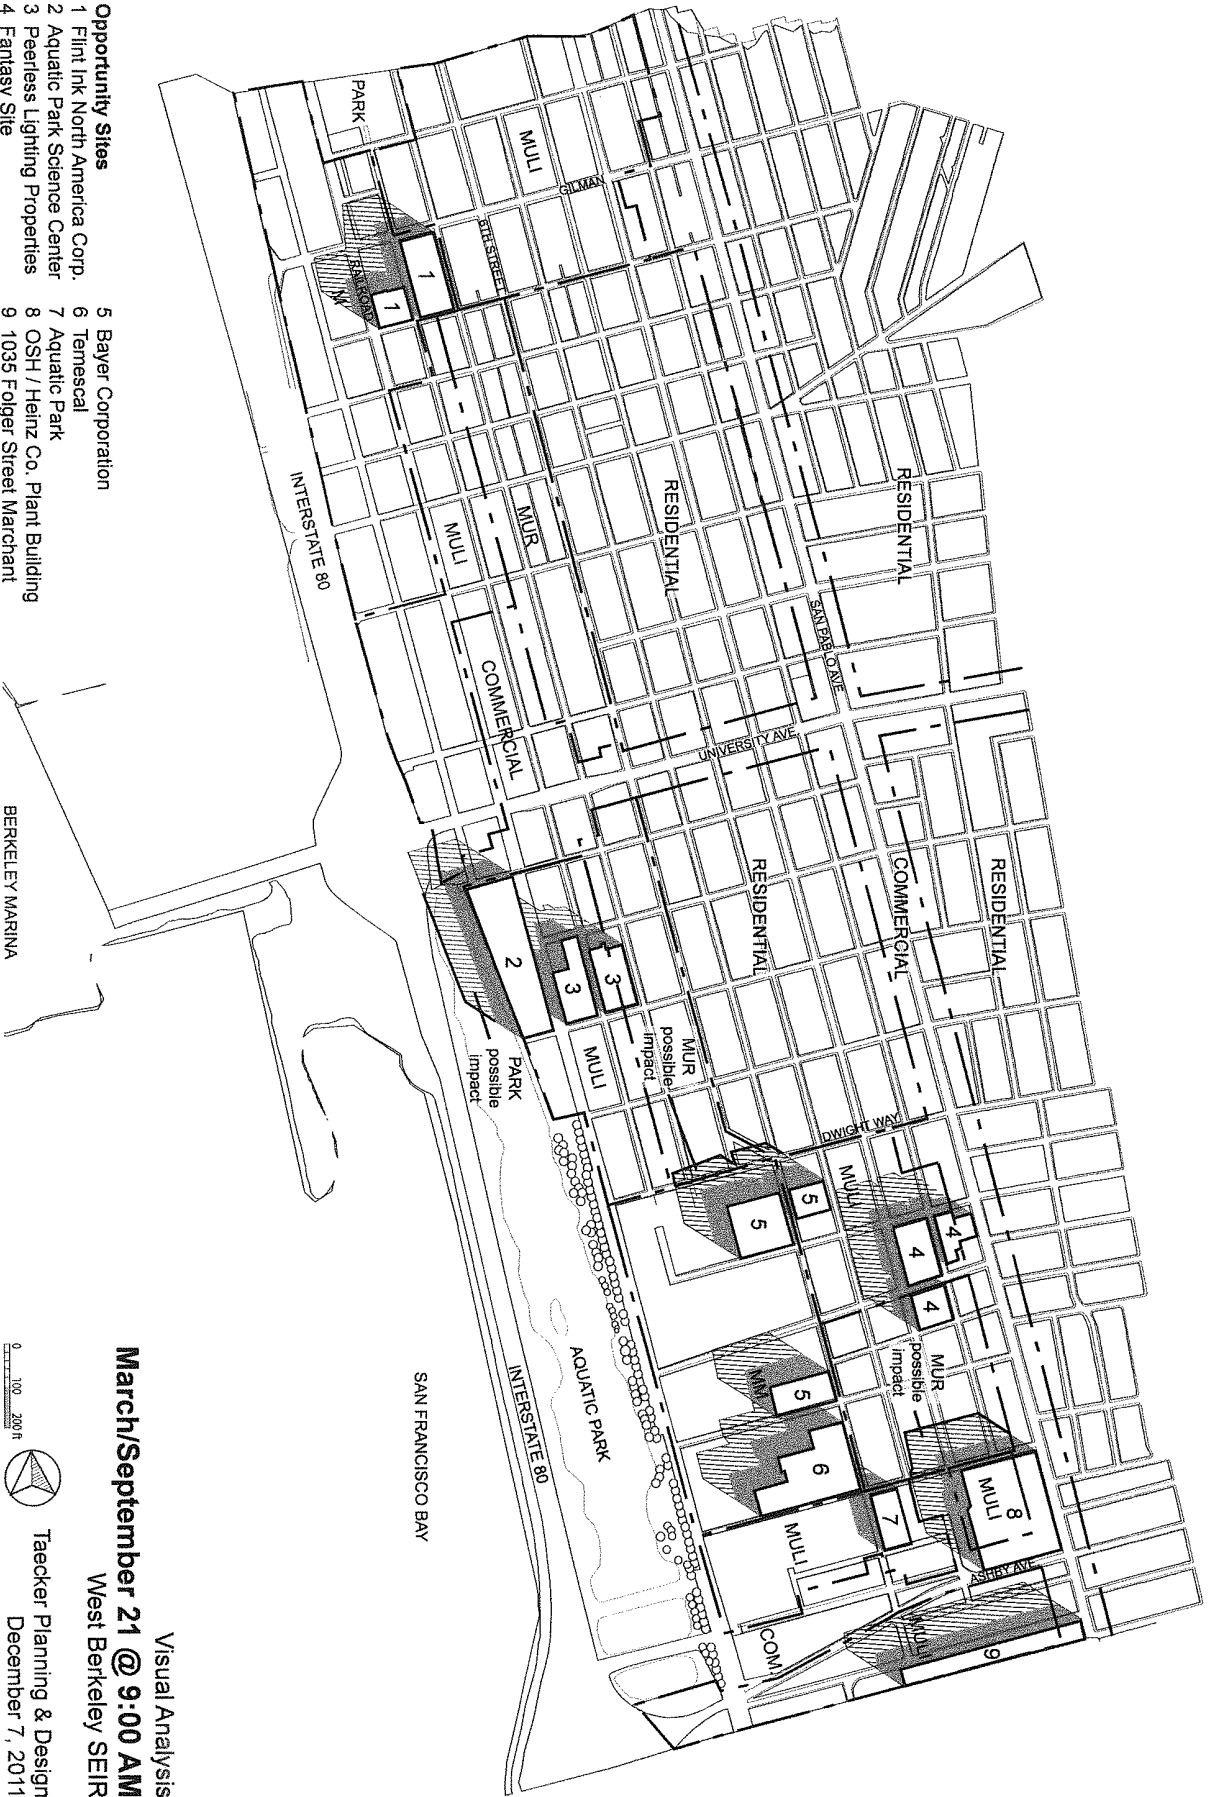 Opportunity Sites
1 Flint Ink North America Corp.
2 Aquatic Park Science Center
3 Peerless Lighting Properties
4 Fantasy Site
5 Bayer Corporation
6 Temescal
7 Aquatic Park
8 OSH / Heinz Co. Plant Building
9 1035 Folger Street Marchant
PARK
MULI
GILMAN
6TH STREET
RAILROAD
M
1
1
INTERSTATE 80
MULI
MUR
RESIDENTIAL
RESIDENTIAL
SAN PABLO AVE
COMMERCIAL
UNIVERSITY AVE
BERKELEY MARINA
RESIDENTIAL
COMMERCIAL
RESIDENTIAL
2
3
3
PARK
possible
impact
MULI
MUR
possible
impact
DWIGHT WAY
MULI
5
5
4
4
4
MUR
possible
impact
MM
5
6
7
MULI
8
ASHBY AVE
MULI
COM.
MULI
9
AQUATIC PARK
INTERSTATE 80
SAN FRANCISCO BAY
0 100 200 ft
Visual Analysis
March/September 21 @ 9:00 AM
West Berkeley SEIR
Taecker Planning & Design
December 7, 2011